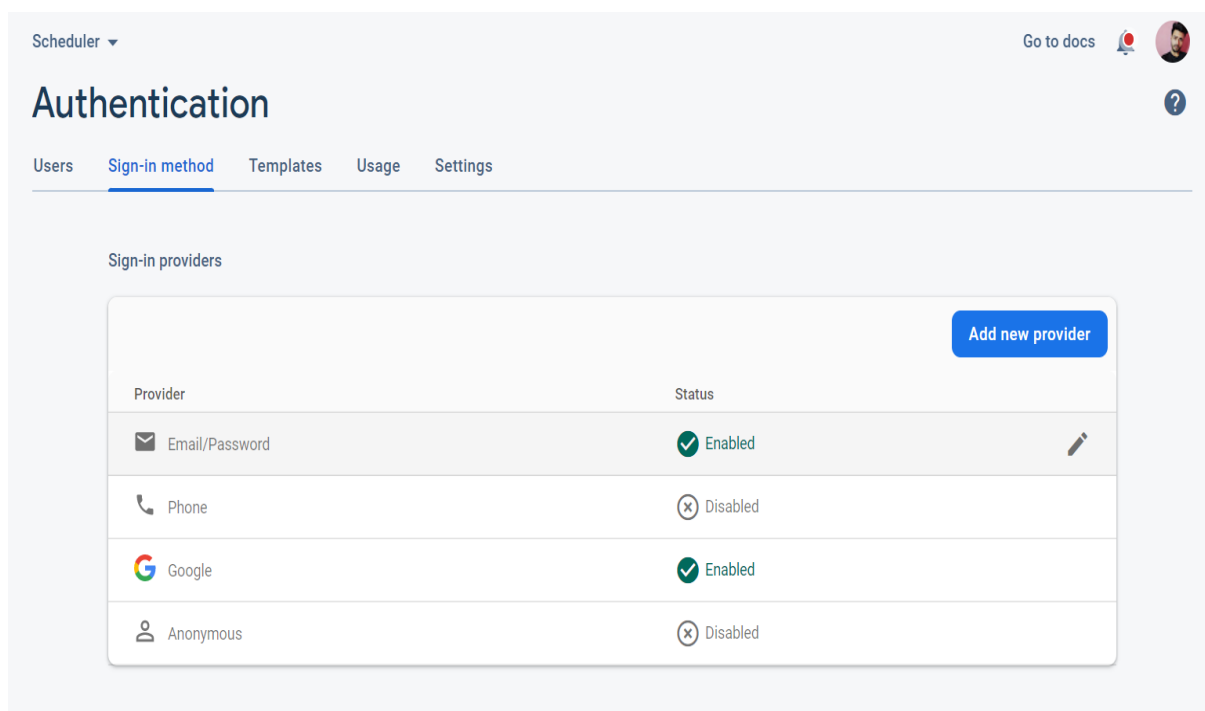 Scheduler Go to docs
Authentication
?
Users Sign-in method Templates Usage Settings
Sign-in providers
Add new provider
Provider Status
Email/Password Enabled
Phone Disabled
Google Enabled
Anonymous Disabled